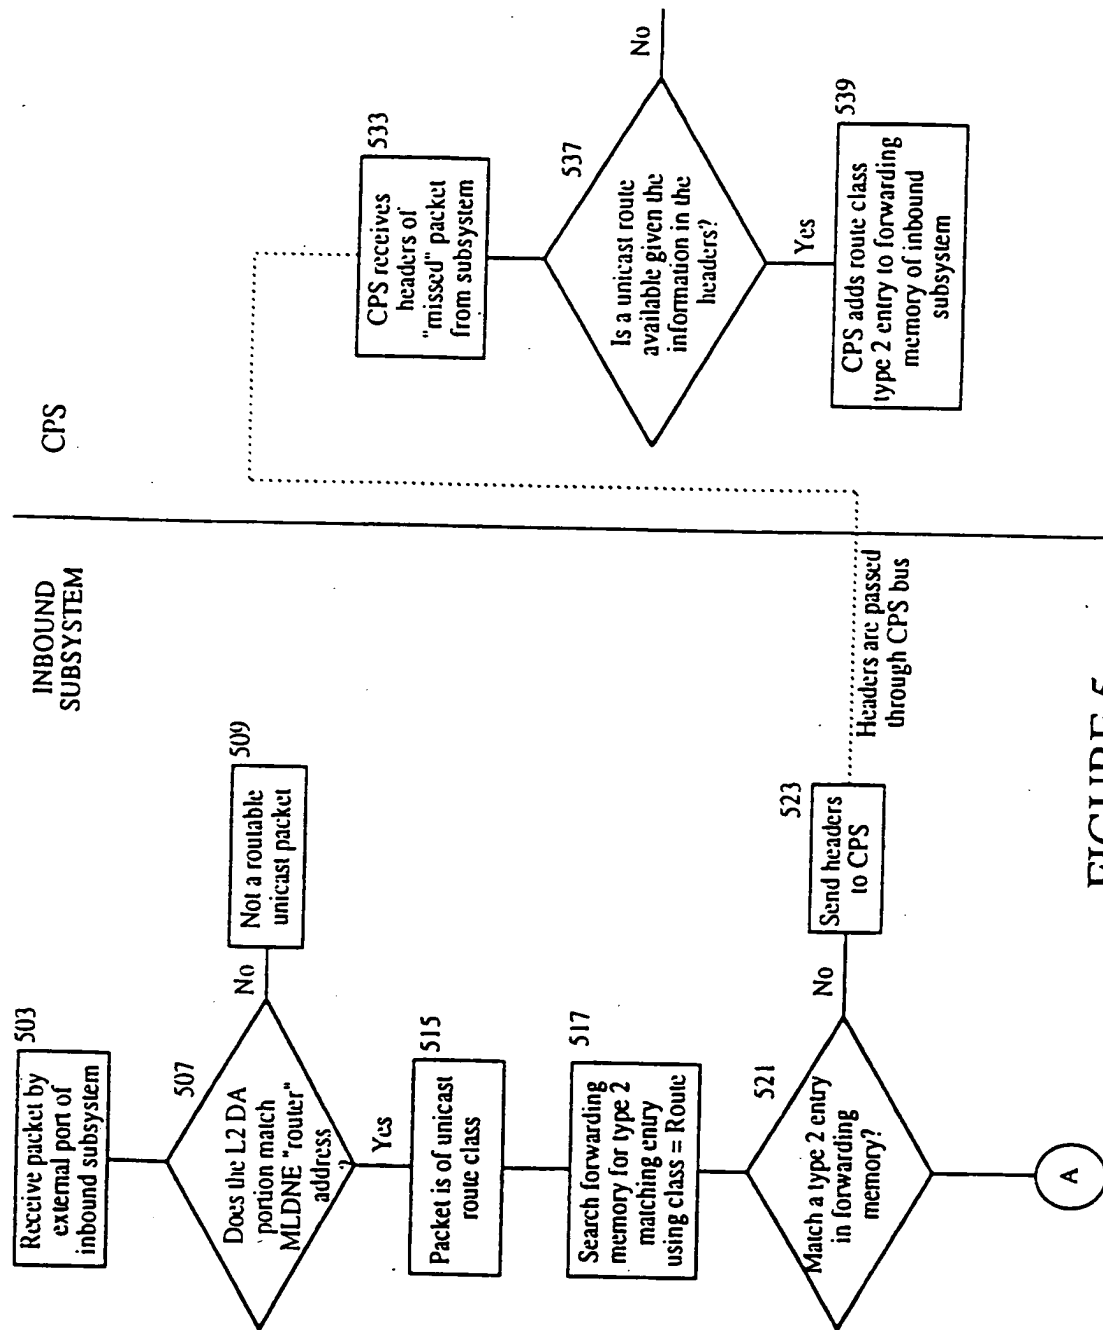 INBOUND
SUBSYSTEM
CPS
503
Receive packet by
external port of
inbound subsystem
507
Does the L2 DA
portion match
MLDNE "router"
address
?
No
509
Not a routable
unicast packet
Yes
515
Packet is of unicast
route class
517
Search forwarding
memory for type 2
matching entry
using class = Route
521
Match a type 2 entry
in forwarding
memory?
No
523
Send headers
to CPS
Headers are passed
through CPS bus
A
533
CPS receives
headers of
"missed" packet
from subsystem
537
Is a unicast route
available given the
information in the
headers?
No
Yes
539
CPS adds route class
type 2 entry to forwarding
memory of inbound
subsystem
FIGURE 5